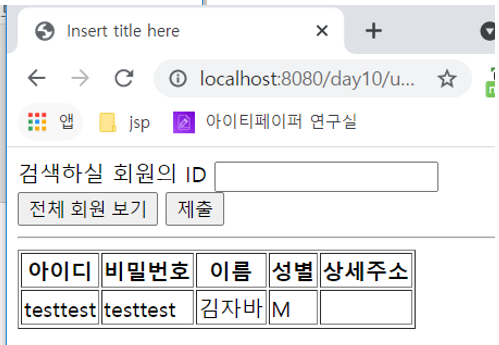 Insert title here
localhost:8080/day10/u...
앱 jsp 아이티페이퍼 연구실
검색하실 회원의 ID
전체 회원 보기 제출
아이디 비밀번호 이름 성별 상세주소
testtest testtest 김자바 M